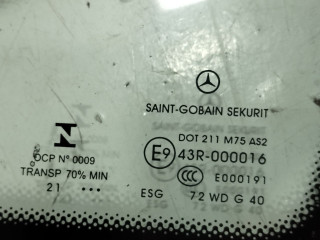 SAINT-GOBAIN SEKURIT
DOT 211 M75 AS2
E9 43R-000016
CCC E000191
ESG 72 WD G 40
N
OCP Nº 0009
TRANSP 70% MIN
21 •••